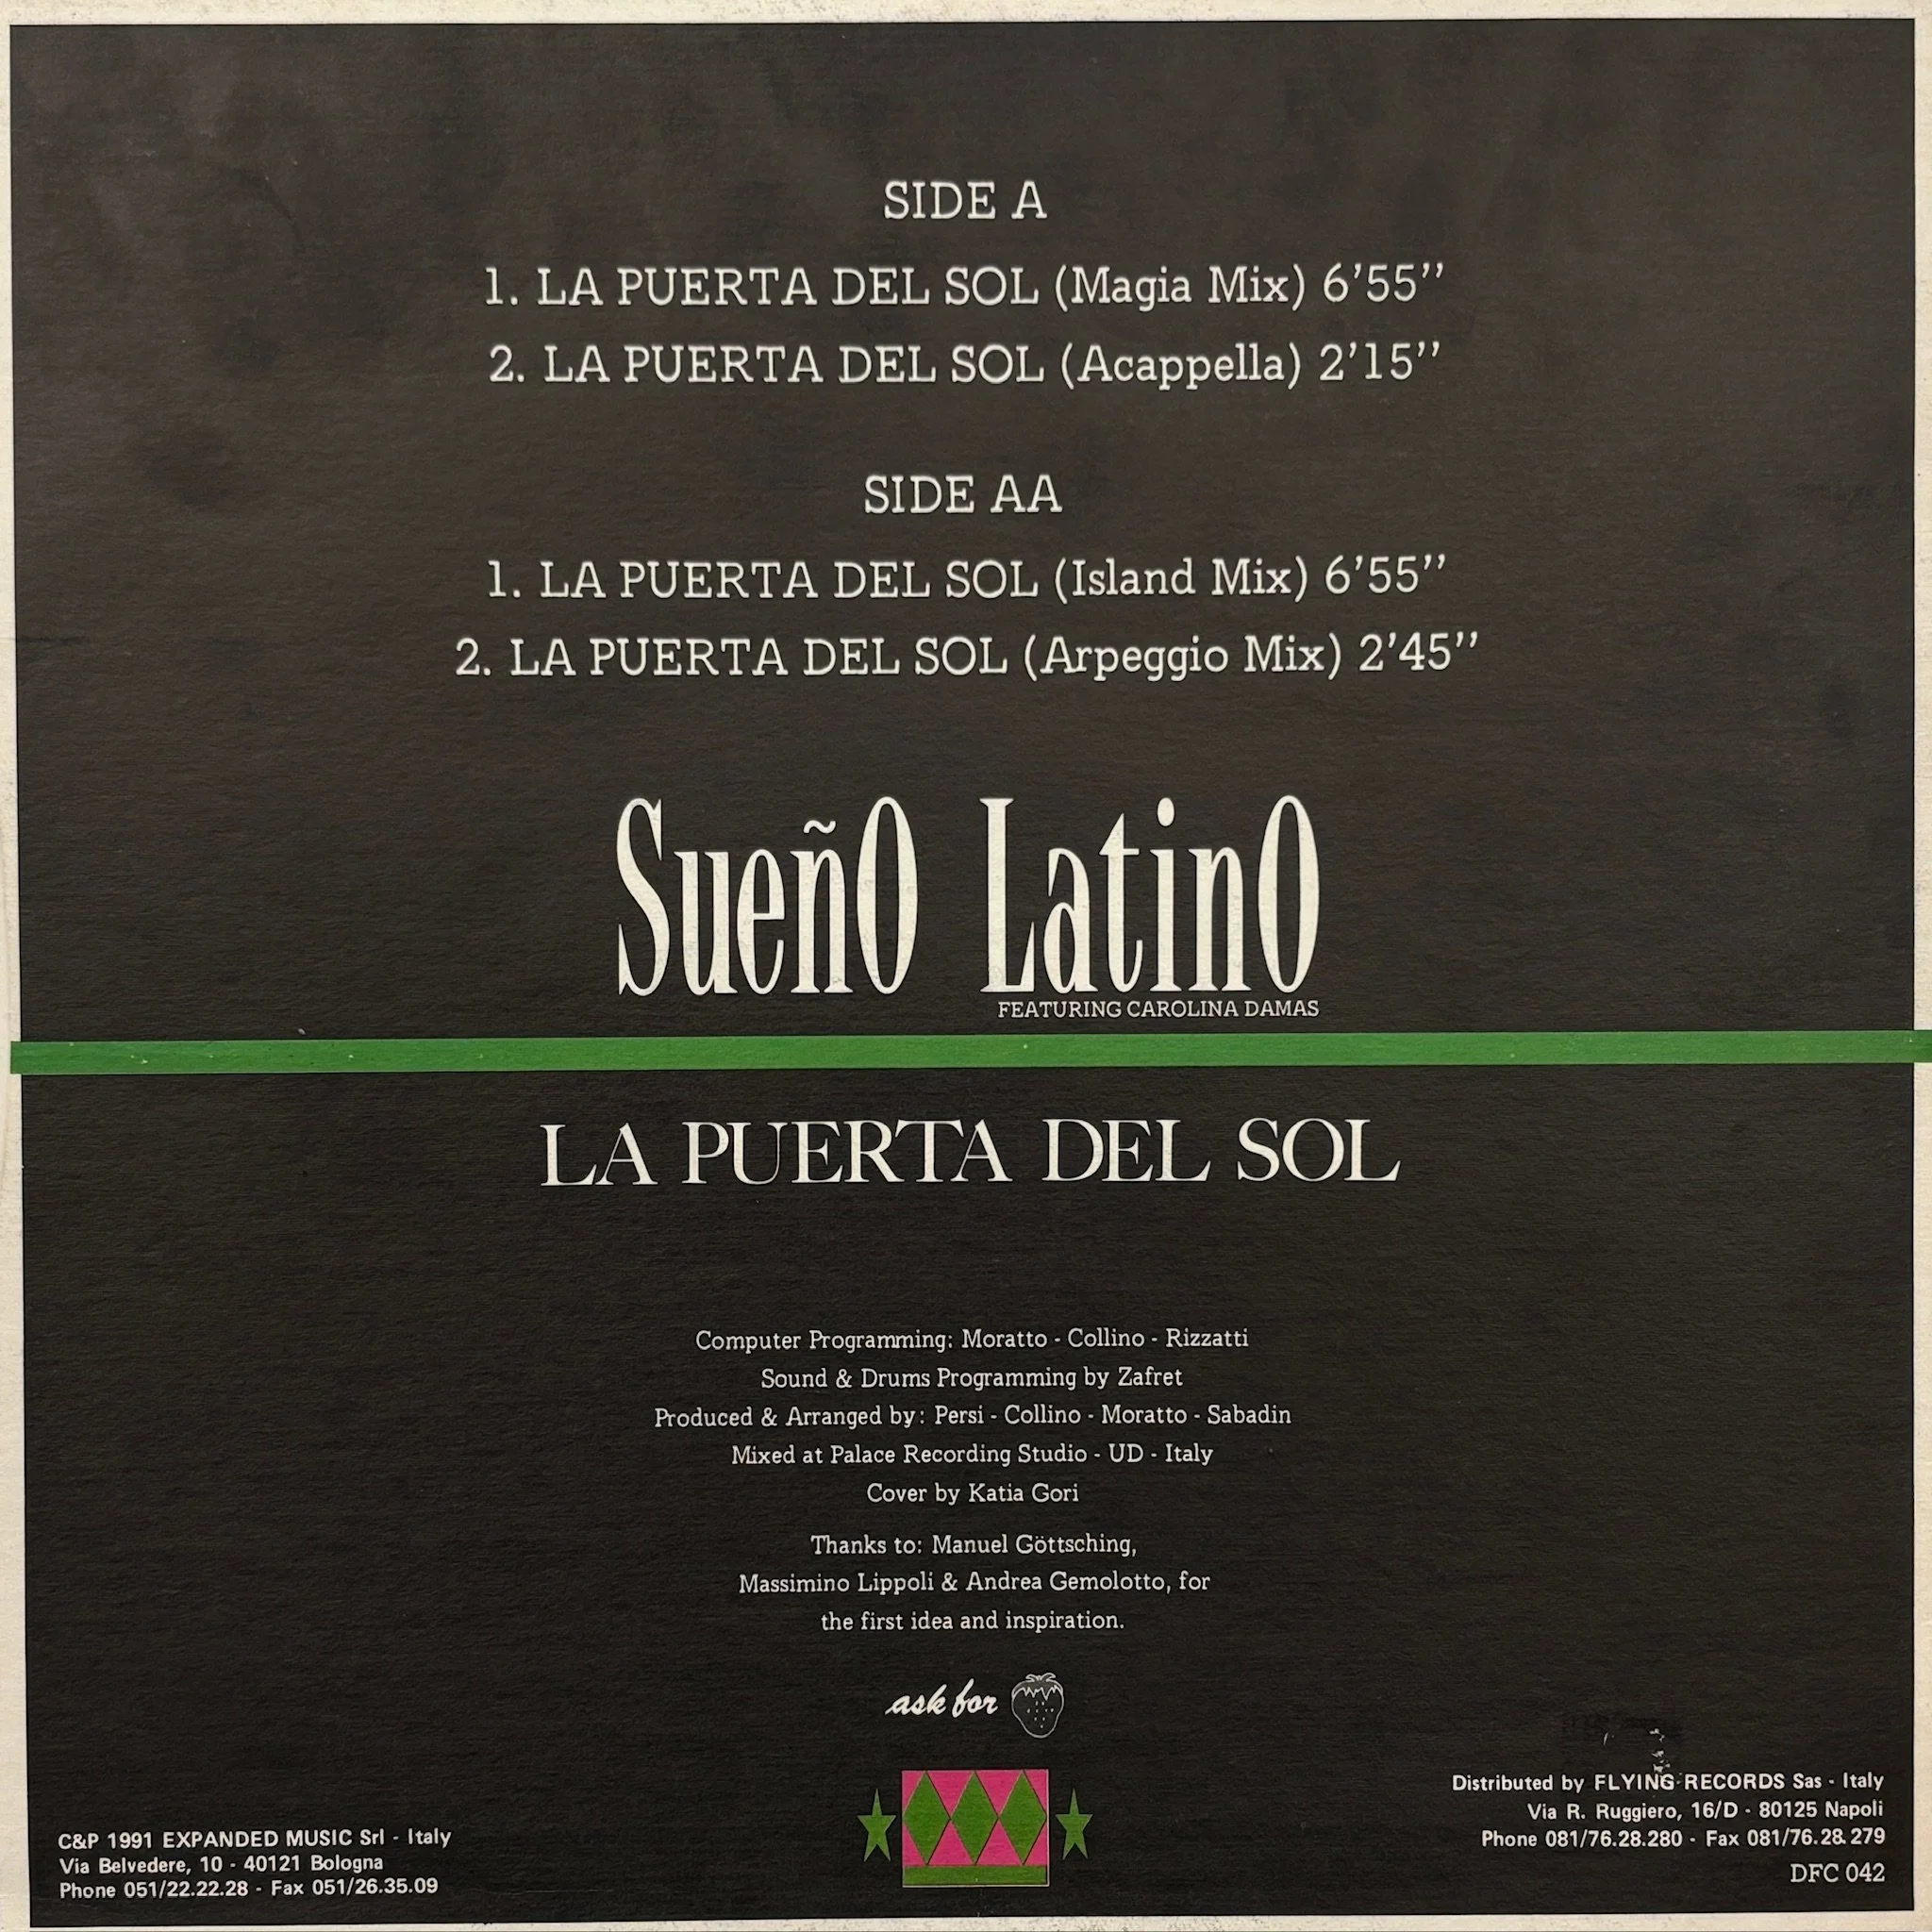 SIDE A
1. LA PUERTA DEL SOL (Magia Mix) 6'55''
2. LA PUERTA DEL SOL (Acappella) 2'15''
SIDE AA
1. LA PUERTA DEL SOL (Island Mix) 6'55''
2. LA PUERTA DEL SOL (Arpeggio Mix) 2'45''
SueñO LatinO
FEATURING CAROLINA DAMAS
LA PUERTA DEL SOL
Computer Programming: Moratto - Collino - Rizzatti
Sound & Drums Programming by Zafret
Produced & Arranged by: Persi - Collino - Moratto - Sabadin
Mixed at Palace Recording Studio - UD - Italy
Cover by Katia Gori
Thanks to: Manuel Göttsching,
Massimino Lippoli & Andrea Gemolotto, for
the first idea and inspiration.
ask for
C&P 1991 EXPANDED MUSIC Srl - Italy
Via Belvedere, 10 - 40121 Bologna
Phone 051/22.22.28 - Fax 051/26.35.09
Distributed by FLYING RECORDS Sas - Italy
Via R. Ruggiero, 16/D - 80125 Napoli
Phone 081/76.28.280 - Fax 081/76.28.279
DFC 042